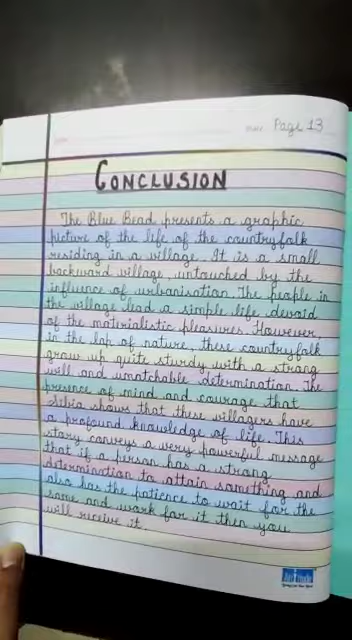 Page 13
CONCLUSION
The Blue Bead presents a graphic
picture of the life of the countryfolk
residing in a village. It is a small
backward village, untouched by the
influence of urbanisation. The people in
the village had a simple life devoid
of the materialistic pleasures. However,
in the lap of nature, these countryfolk
grow up quite sturdy with a strong
will and unmatchable determination. The
presence of mind and courage that
Sibia shows that these villagers have
a profound knowledge of life. This
story conveys a very powerful message
that if a person has a strong
determination to attain something and
also has the patience to wait for the
same and work for it then you
will receive it.